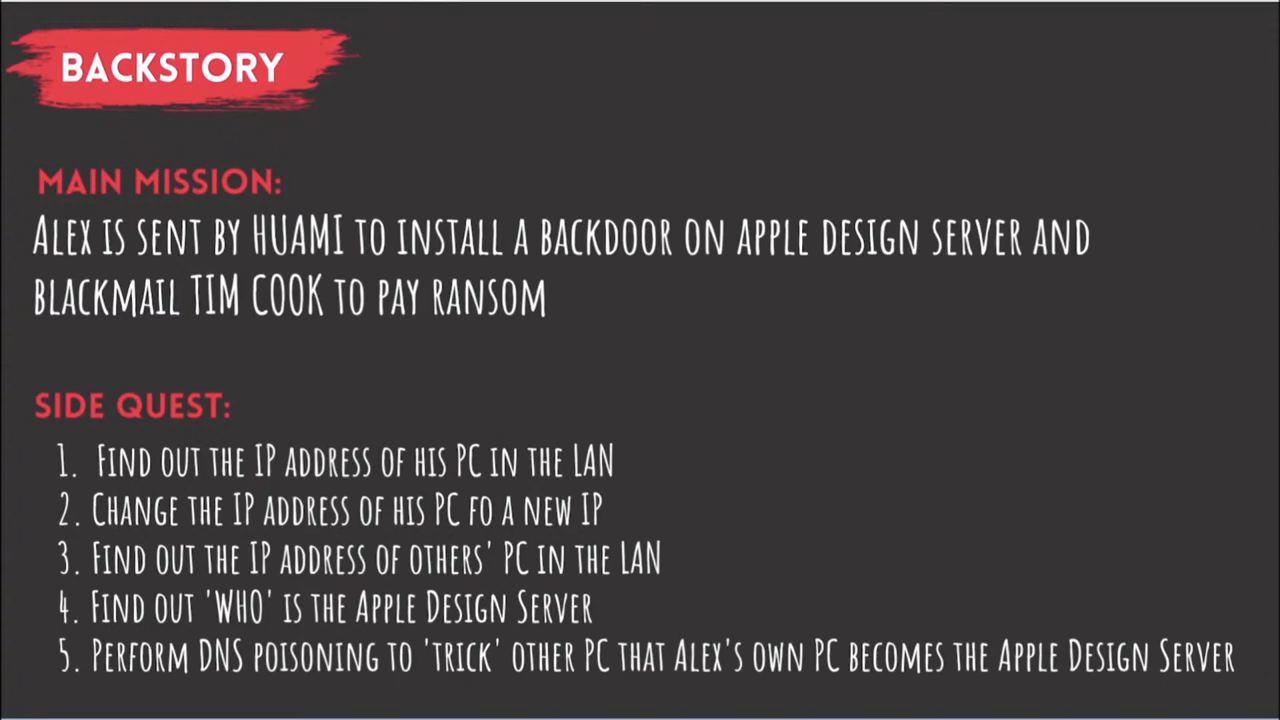 BACKSTORY
MAIN MISSION:
ALEX IS SENT BY HUAMI TO INSTALL A BACKDOOR ON APPLE DESIGN SERVER AND
BLACKMAIL TIM COOK TO PAY RANSOM
SIDE QUEST:
1. FIND OUT THE IP ADDRESS OF HIS PC IN THE LAN
2. CHANGE THE IP ADDRESS OF HIS PC FO A NEW IP
3. FIND OUT THE IP ADDRESS OF OTHERS' PC IN THE LAN
4. FIND OUT 'WHO' IS THE APPLE DESIGN SERVER
5. PERFORM DNS POISONING TO 'TRICK' OTHER PC THAT ALEX'S OWN PC BECOMES THE APPLE DESIGN SERVER